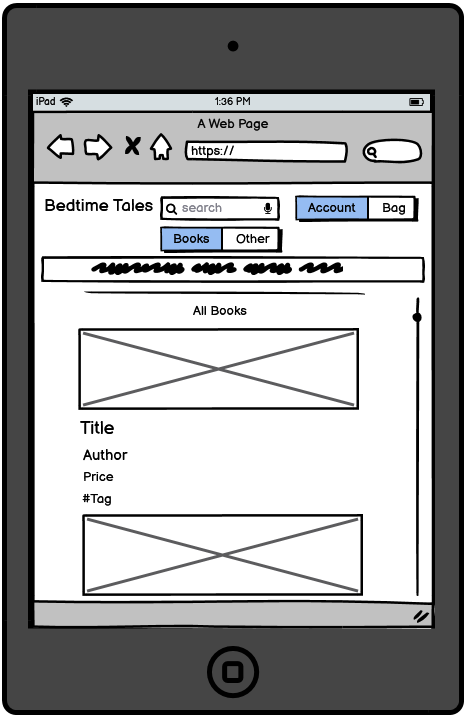 iPad 1:36 PM
A Web Page
https://
Bedtime Tales search Account Bag
Books Other
All Books
Title
Author
Price
#Tag